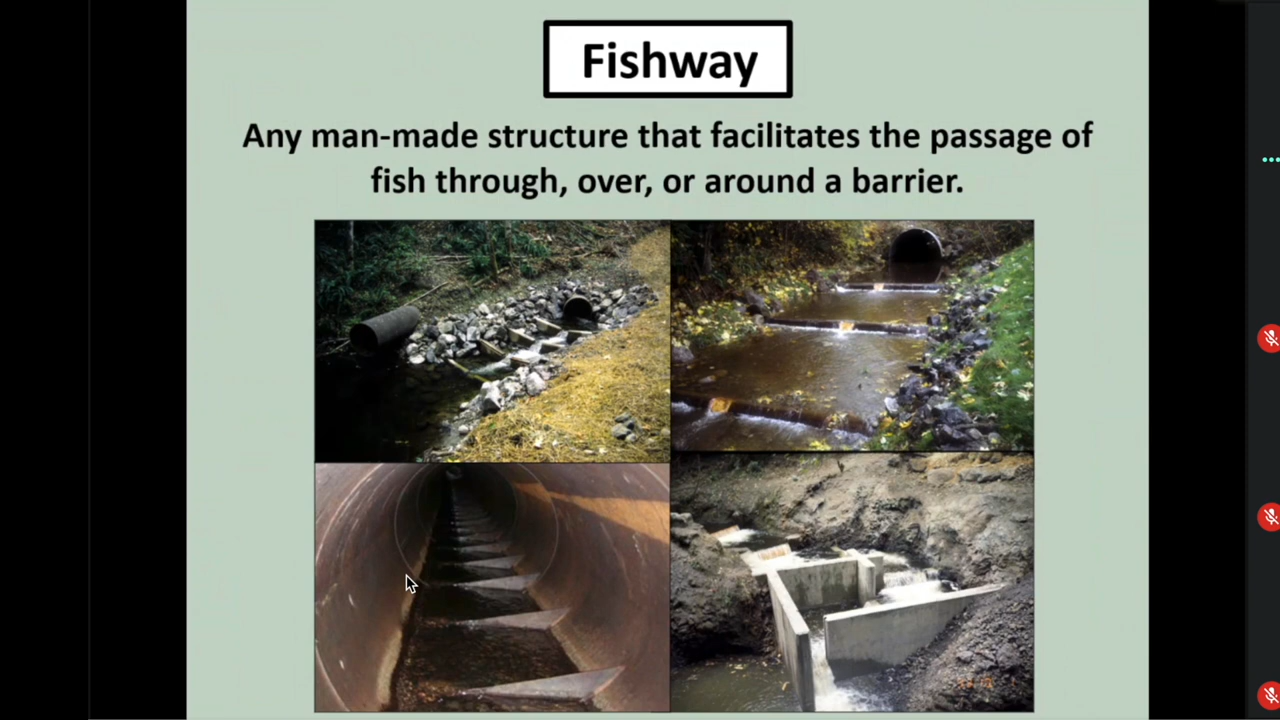 Fishway
Any man-made structure that facilitates the passage of
fish through, over, or around a barrier.